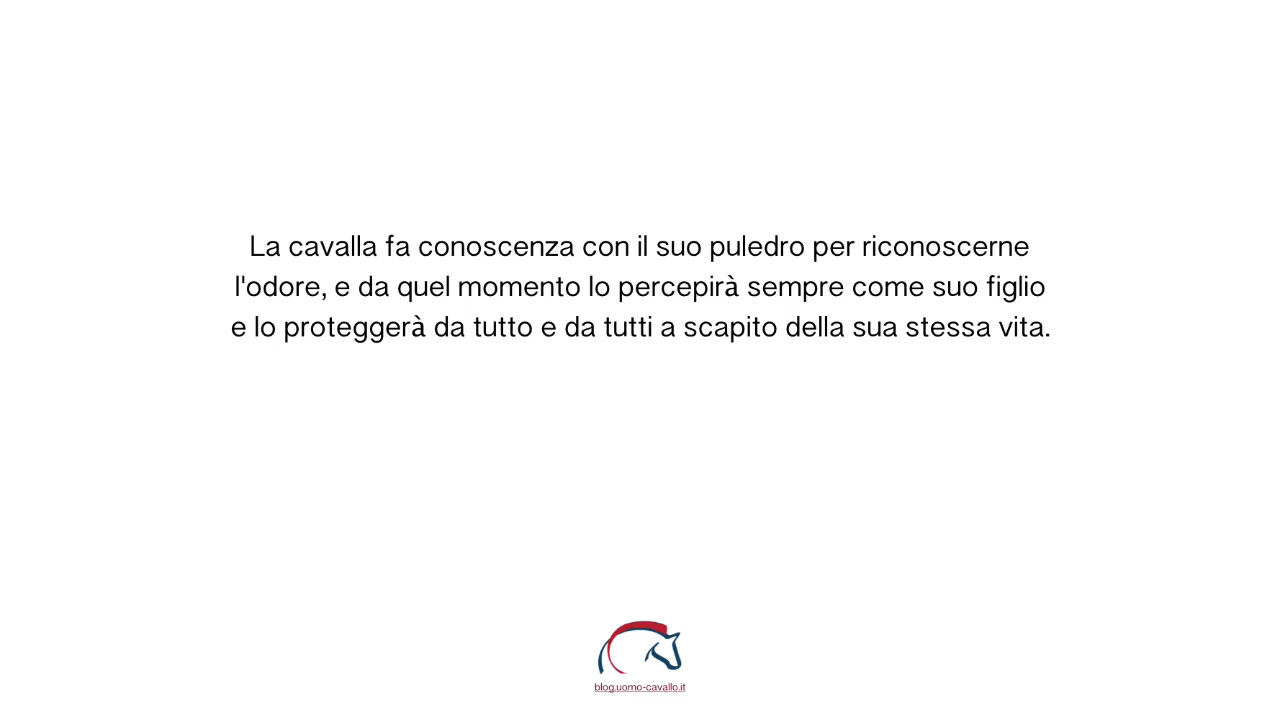 La cavalla fa conoscenza con il suo puledro per riconoscerne
l'odore, e da quel momento lo percepirà sempre come suo figlio
e lo proteggerà da tutto e da tutti a scapito della sua stessa vita.
blog.uomo-cavallo.it